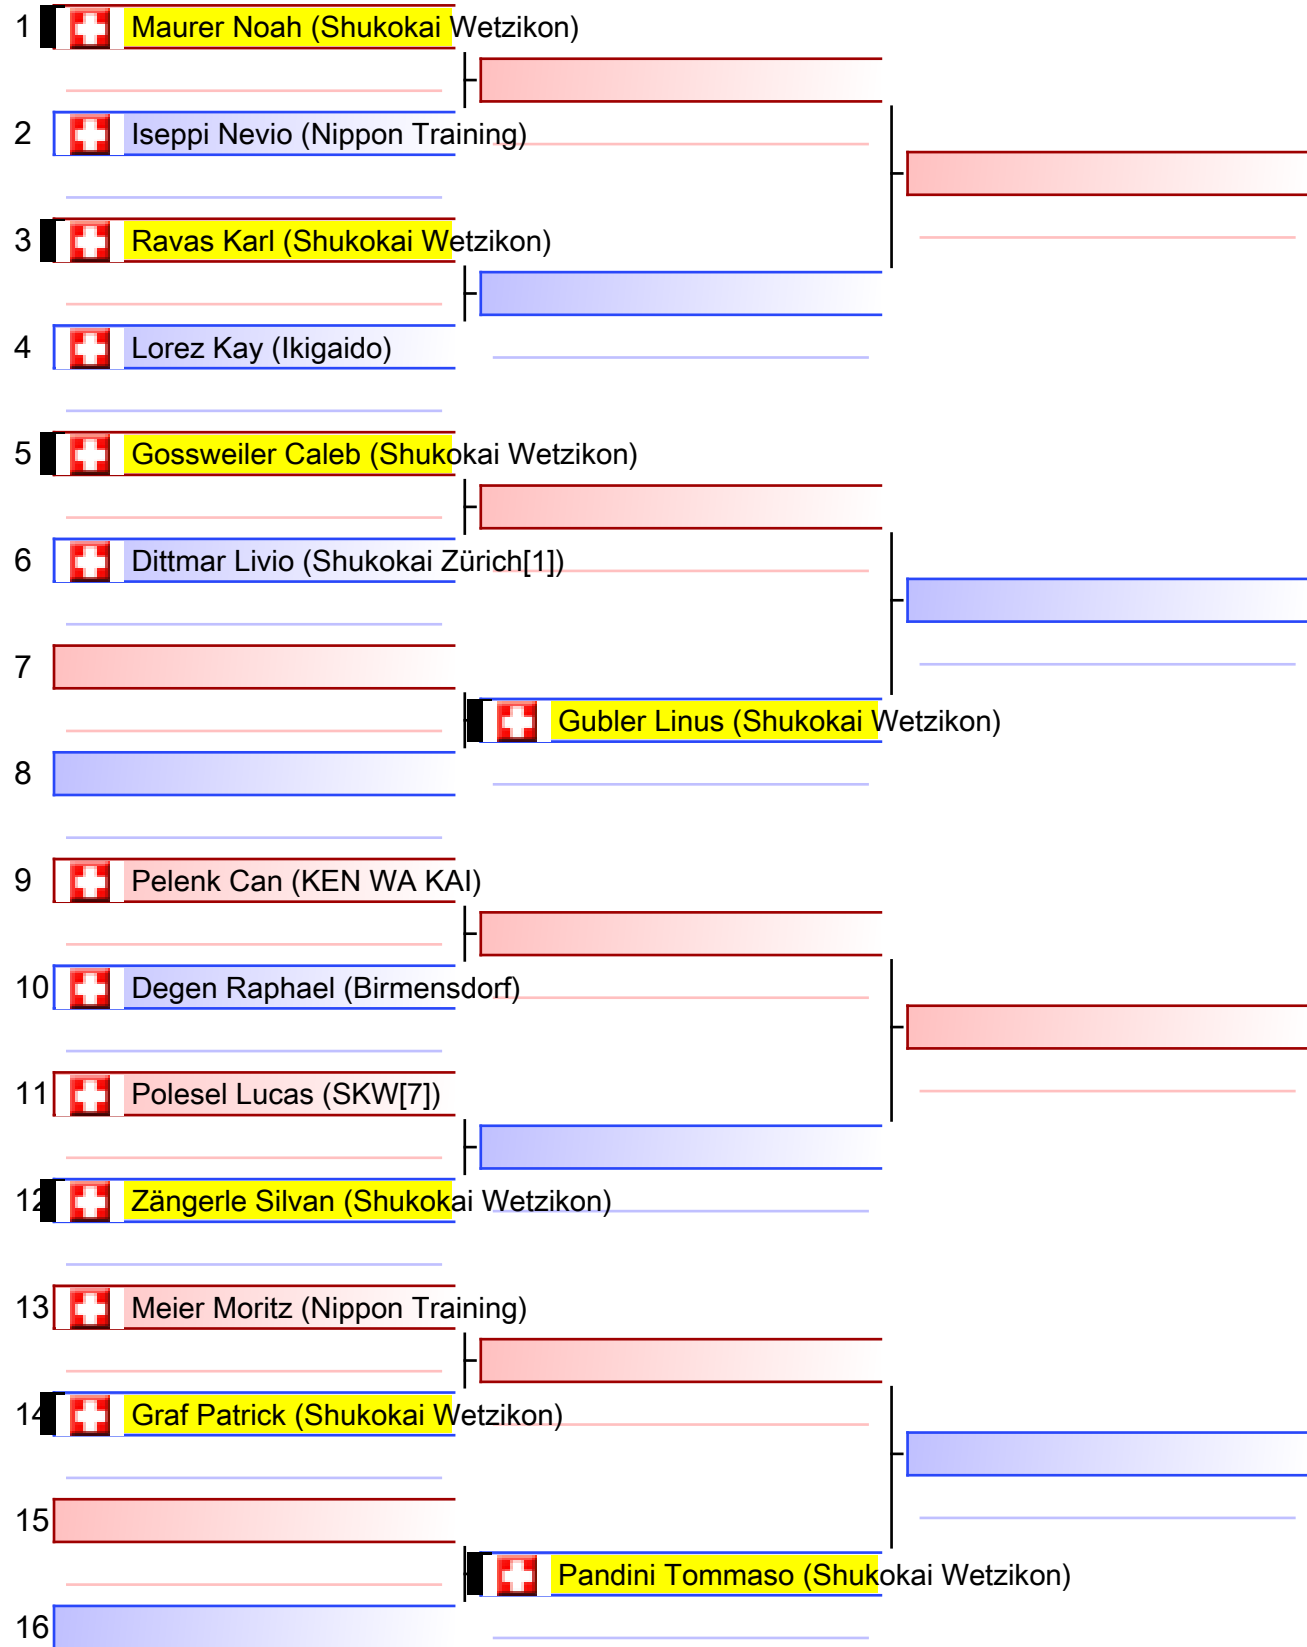 1 Maurer Noah (Shukokai Wetzikon)
2 Iseppi Nevio (Nippon Training)
3 Ravas Karl (Shukokai Wetzikon)
4 Lorez Kay (Ikigaido)
5 Gossweiler Caleb (Shukokai Wetzikon)
6 Dittmar Livio (Shukokai Zürich[1])
7
Gubler Linus (Shukokai Wetzikon)
8
9 Pelenk Can (KEN WA KAI)
10 Degen Raphael (Birmensdorf)
11 Polesel Lucas (SKW[7])
12 Zängerle Silvan (Shukokai Wetzikon)
13 Meier Moritz (Nippon Training)
14 Graf Patrick (Shukokai Wetzikon)
15
Pandini Tommaso (Shukokai Wetzikon)
16